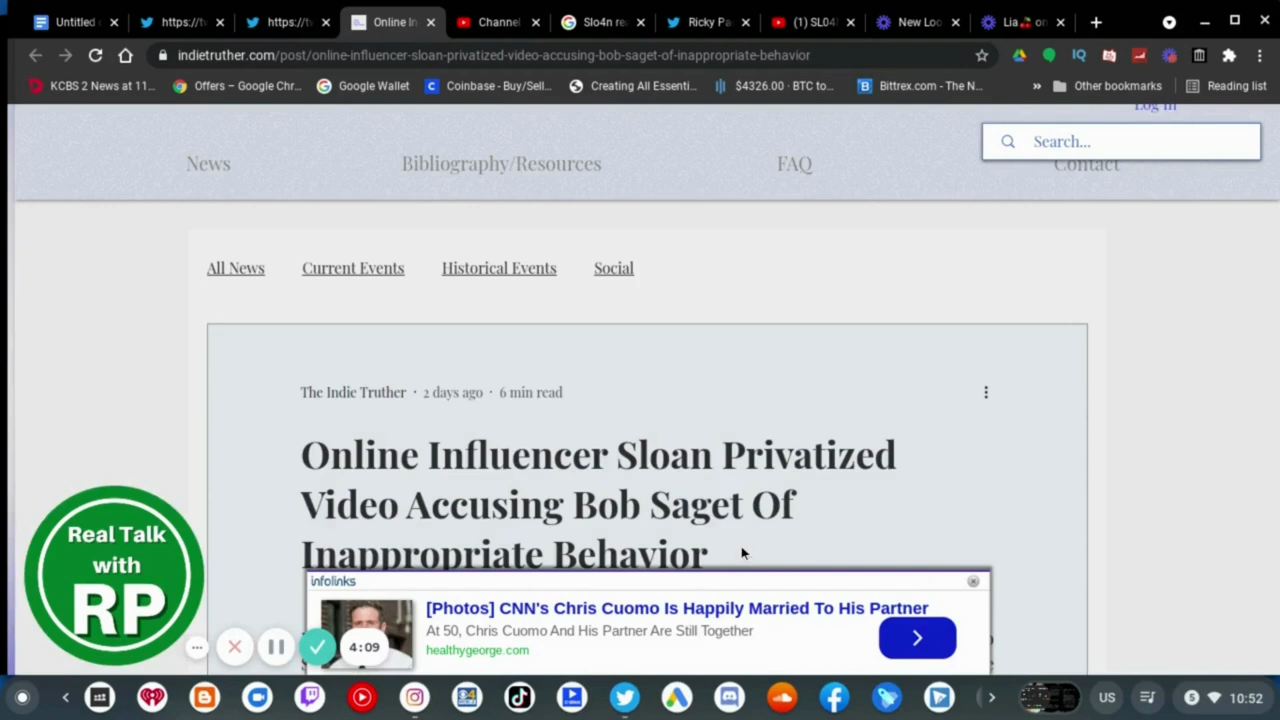 Untitled
https://tv
https://tv
Online In
Channel
Slo4n rea
Ricky Pa
(1) SL04
New Loo
Lia🍒 on
indietruther.com/post/online-influencer-sloan-privatized-video-accusing-bob-saget-of-inappropriate-behavior
KCBS 2 News at 11...
Offers – Google Chr...
Google Wallet
Coinbase - Buy/Sell...
Creating All Essenti...
$4326.00 · BTC to...
Bittrex.com - The N...
Other bookmarks
Reading list
Log In
Search...
News
Bibliography/Resources
FAQ
Contact
All News
Current Events
Historical Events
Social
The Indie Truther · 2 days ago · 6 min read
Online Influencer Sloan Privatized
Video Accusing Bob Saget Of
Inappropriate Behavior
Real Talk
with
RP
infolinks
[Photos] CNN's Chris Cuomo Is Happily Married To His Partner
At 50, Chris Cuomo And His Partner Are Still Together
healthygeorge.com
4:09
US
5
10:52